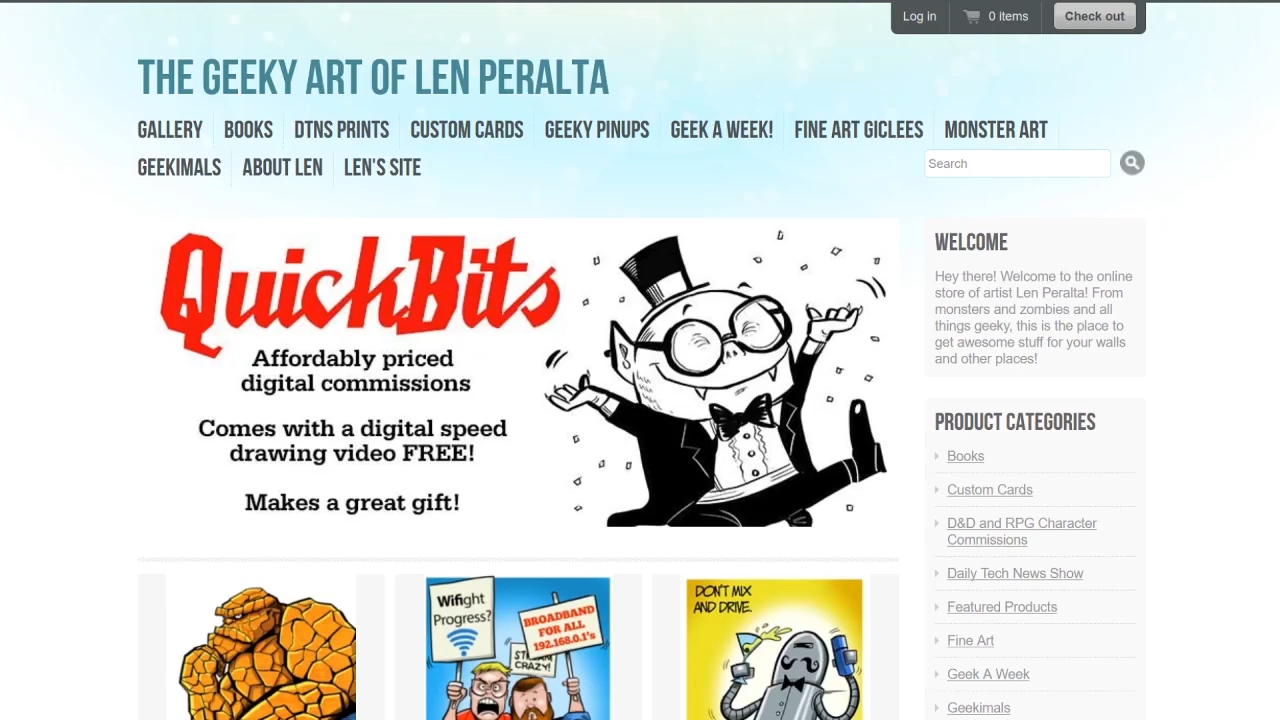 Log in
0 items
Check out
THE GEEKY ART OF LEN PERALTA
GALLERY BOOKS DTNS PRINTS CUSTOM CARDS GEEKY PINUPS GEEK A WEEK! FINE ART GICLEES MONSTER ART
GEEKIMALS ABOUT LEN LEN'S SITE
Search
QuickBits
Affordably priced
digital commissions
Comes with a digital speed
drawing video FREE!
Makes a great gift!
WELCOME
Hey there! Welcome to the online
store of artist Len Peralta! From
monsters and zombies and all
things geeky, this is the place to
get awesome stuff for your walls
and other places!
PRODUCT CATEGORIES
Books
Custom Cards
D&D and RPG Character
Commissions
Daily Tech News Show
Featured Products
Fine Art
Geek A Week
Geekimals
Wifight
Progress?
BROADBAND
FOR ALL
192.168.0.1's
CRAZY!
DON'T MIX
AND DRIVE.